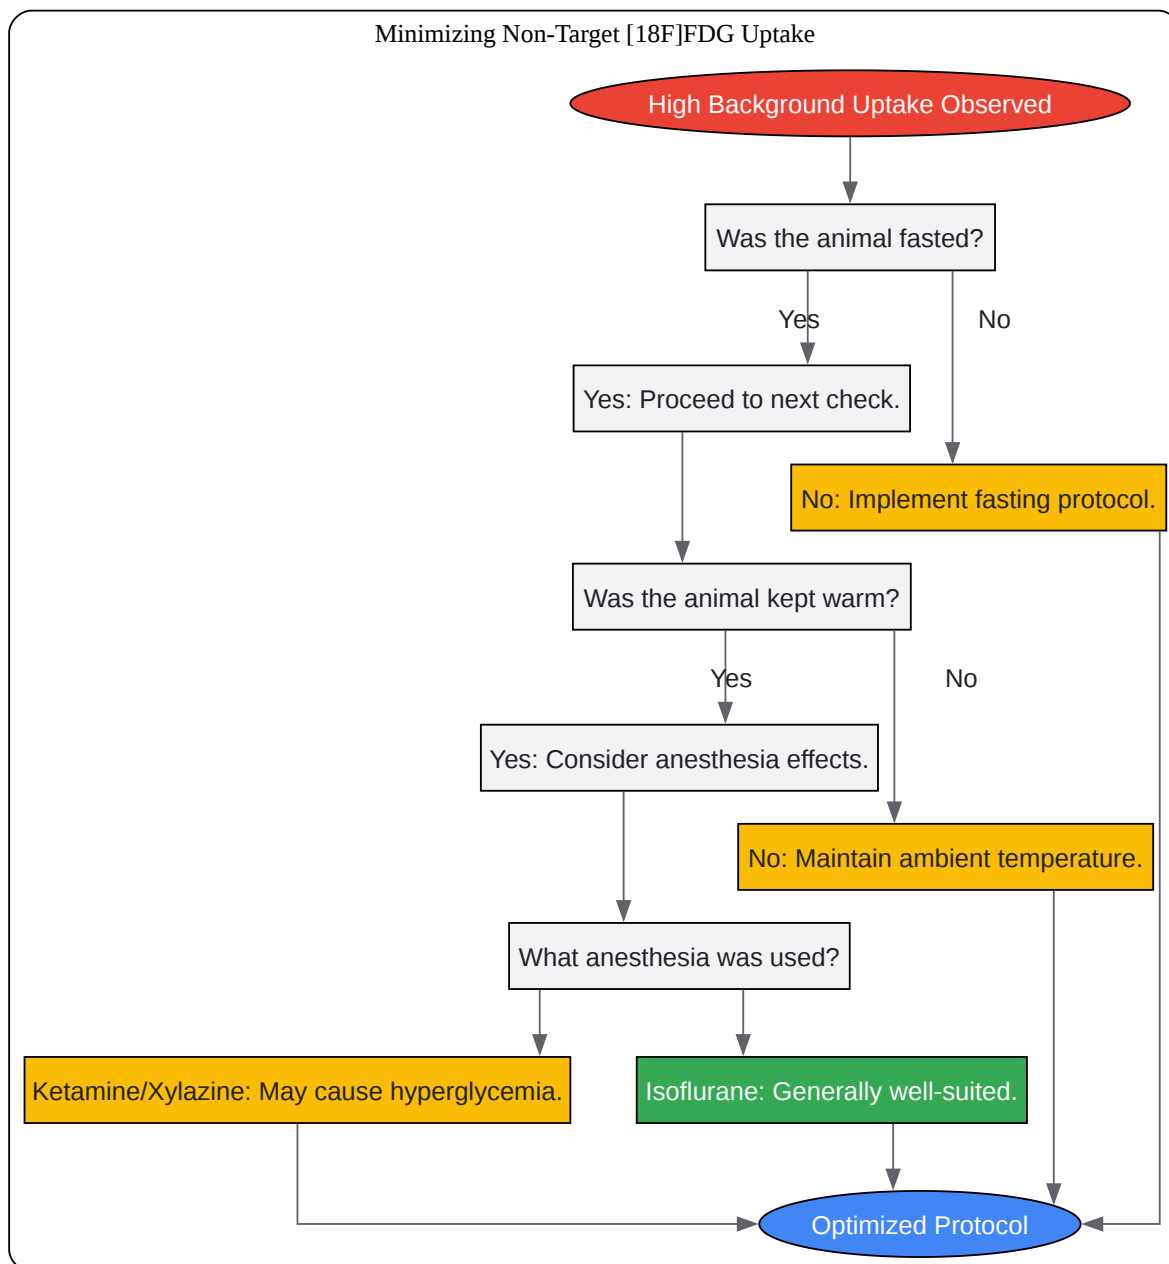 Minimizing Non-Target [18F]FDG Uptake
High Background Uptake Observed
Was the animal fasted?
Yes
No
Yes: Proceed to next check.
No: Implement fasting protocol.
Was the animal kept warm?
Yes
No
Yes: Consider anesthesia effects.
No: Maintain ambient temperature.
What anesthesia was used?
Ketamine/Xylazine: May cause hyperglycemia.
Isoflurane: Generally well-suited.
Optimized Protocol